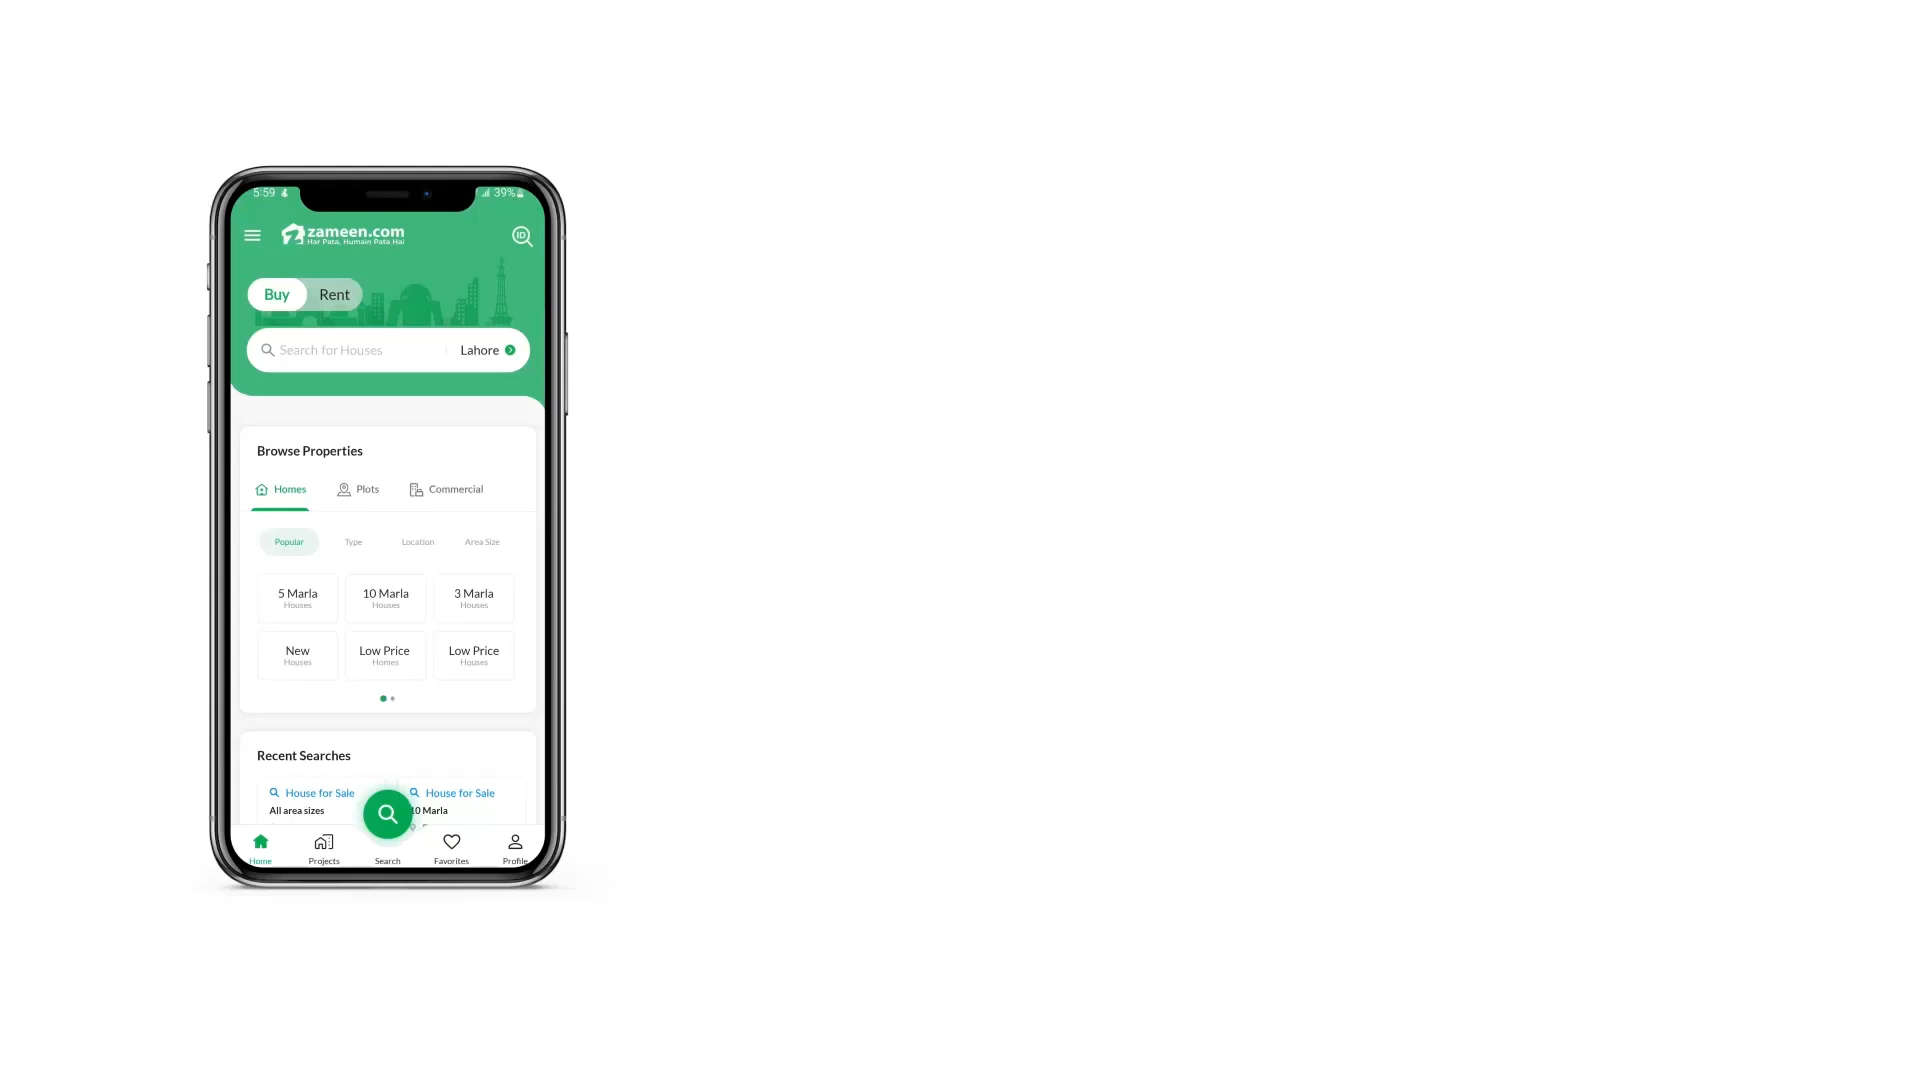 5:59
39%
zameen.com
Har Pata, Humain Pata Hai
ID
Buy Rent
Search for Houses Lahore
Browse Properties
Homes Plots Commercial
Popular Type Location Area Size
5 Marla 10 Marla 3 Marla
Houses Houses Houses
New Low Price Low Price
Houses Homes Houses
Recent Searches
House for Sale House for Sale
All area sizes 10 Marla
Home Projects Search Favorites Profile